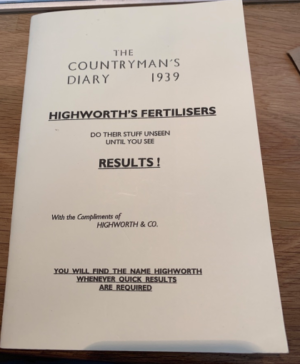 THE
COUNTRYMAN'S
DIARY 1939
HIGHWORTH'S FERTILISERS
DO THEIR STUFF UNSEEN
UNTIL YOU SEE
RESULTS !
With the Compliments of
HIGHWORTH & CO.
YOU WILL FIND THE NAME HIGHWORTH
WHENEVER QUICK RESULTS
ARE REQUIRED